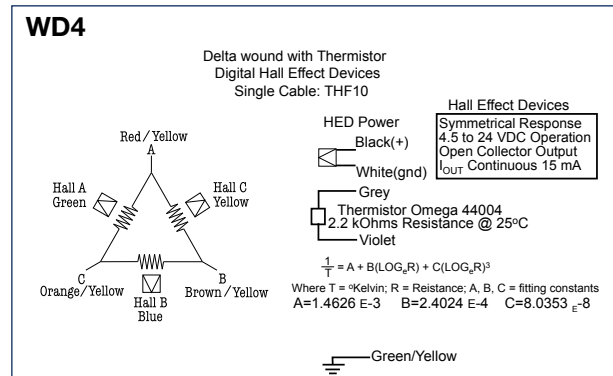 WD4
Delta wound with Thermistor
Digital Hall Effect Devices
Single Cable: THF10
Red/Yellow
A
Hall A
Green
Hall C
Yellow
C
Orange/Yellow
B
Brown/Yellow
Hall B
Blue
HED Power
Black(+)
White(gnd)
Hall Effect Devices
Symmetrical Response
4.5 to 24 VDC Operation
Open Collector Output
IOUT Continuous 15 mA
Grey
Thermistor Omega 44004
2.2 kOhms Resistance @ 25ºC
Violet
1/T = A + B(LOGeR) + C(LOGeR)³
Where T = ºKelvin; R = Reistance; A, B, C = fitting constants
A=1.4626 E-3 B=2.4024 E-4 C=8.0353 E-8
Green/Yellow